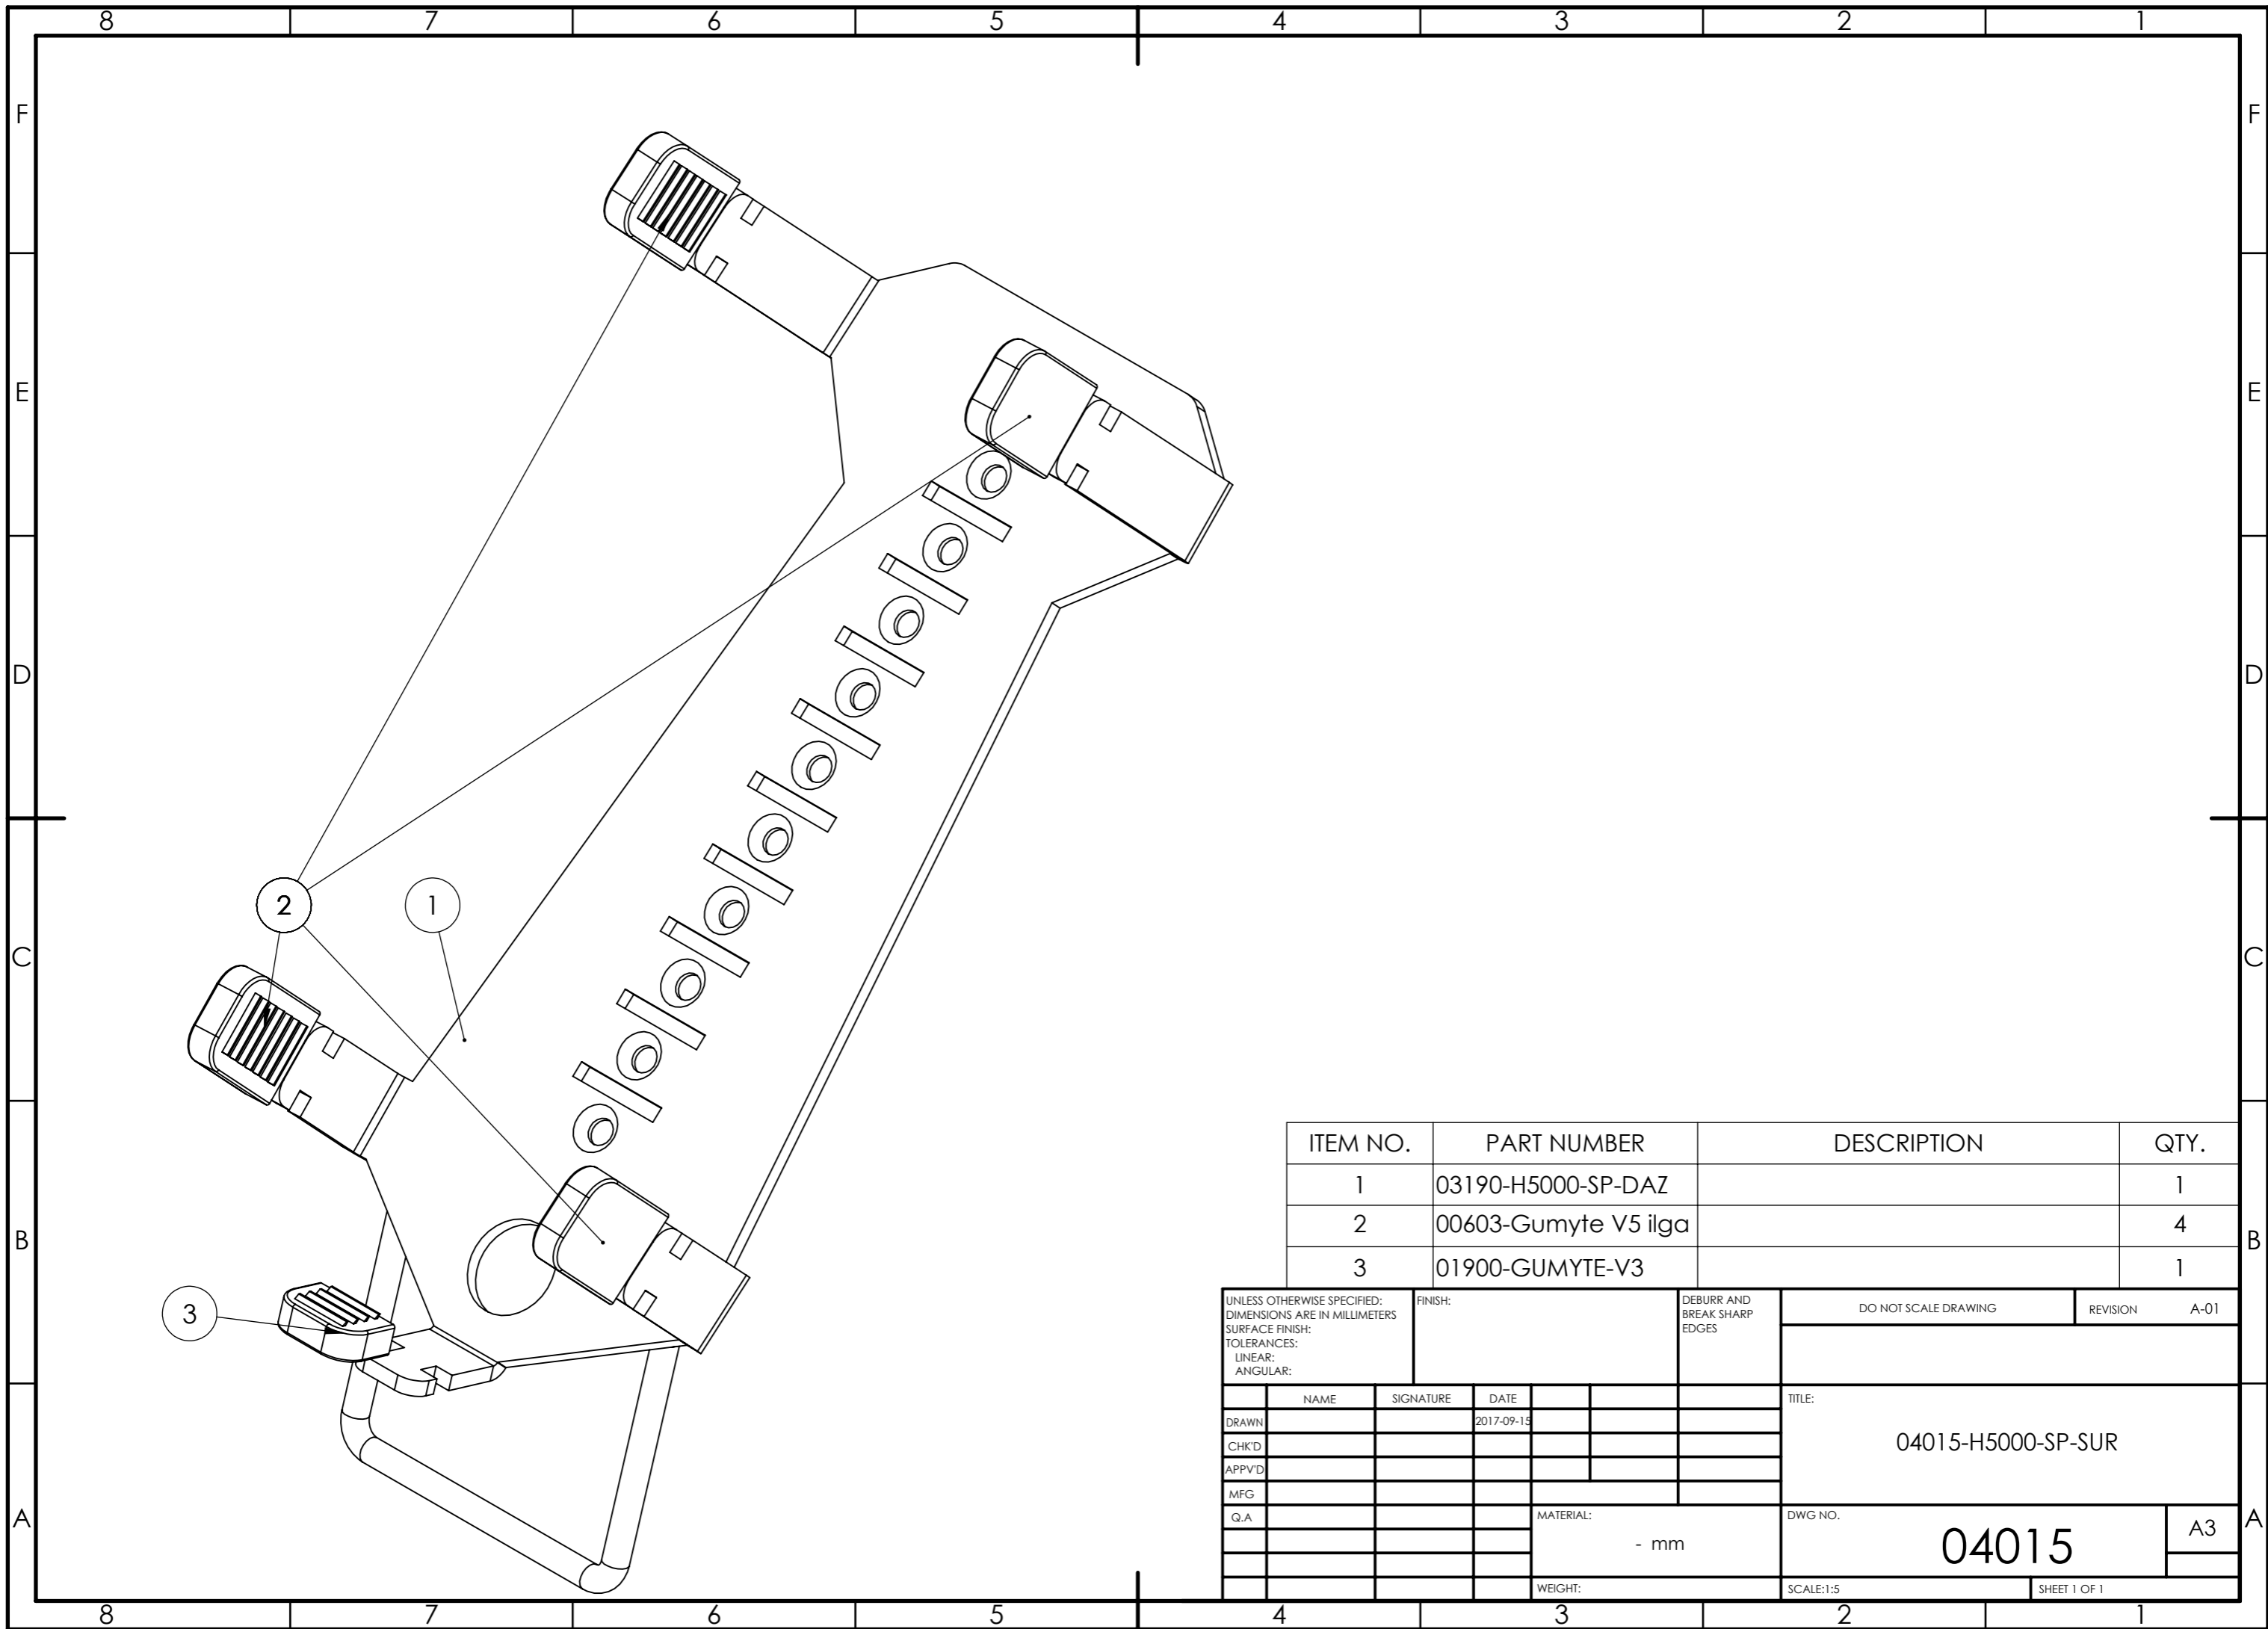 8 7 6 5 4 3 2 1
F F
E E
D D
C C
B B
A A
2
1
3
ITEM NO. PART NUMBER DESCRIPTION QTY.
1 03190-H5000-SP-DAZ 1
2 00603-Gumyte V5 ilga 4
3 01900-GUMYTE-V3 1
UNLESS OTHERWISE SPECIFIED:
DIMENSIONS ARE IN MILLIMETERS
SURFACE FINISH:
TOLERANCES:
LINEAR:
ANGULAR:
FINISH:
DEBURR AND
BREAK SHARP
EDGES
DO NOT SCALE DRAWING
REVISION A-01
NAME SIGNATURE DATE
DRAWN 2017-09-15
CHK'D
APPV'D
MFG
Q.A
TITLE:
04015-H5000-SP-SUR
MATERIAL:
- mm
DWG NO.
04015
A3
WEIGHT:
SCALE:1:5
SHEET 1 OF 1
8 7 6 5 4 3 2 1